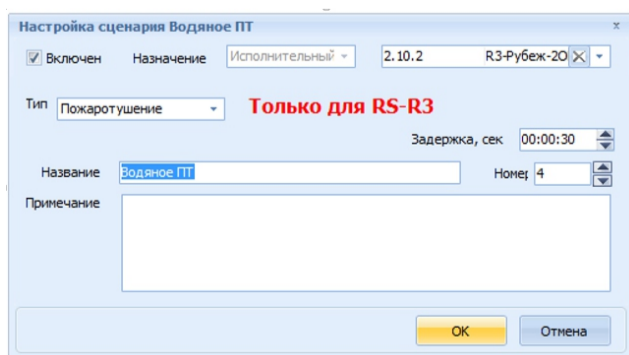 Настройка сценария Водяное ПТ x
Включен Назначение Исполнительный 2.10.2 R3-Рубеж-2О
Тип Пожаротушение Только для RS-R3
Задержка, сек 00:00:30
Название Водяное ПТ Номер 4
Примечание
OK Отмена